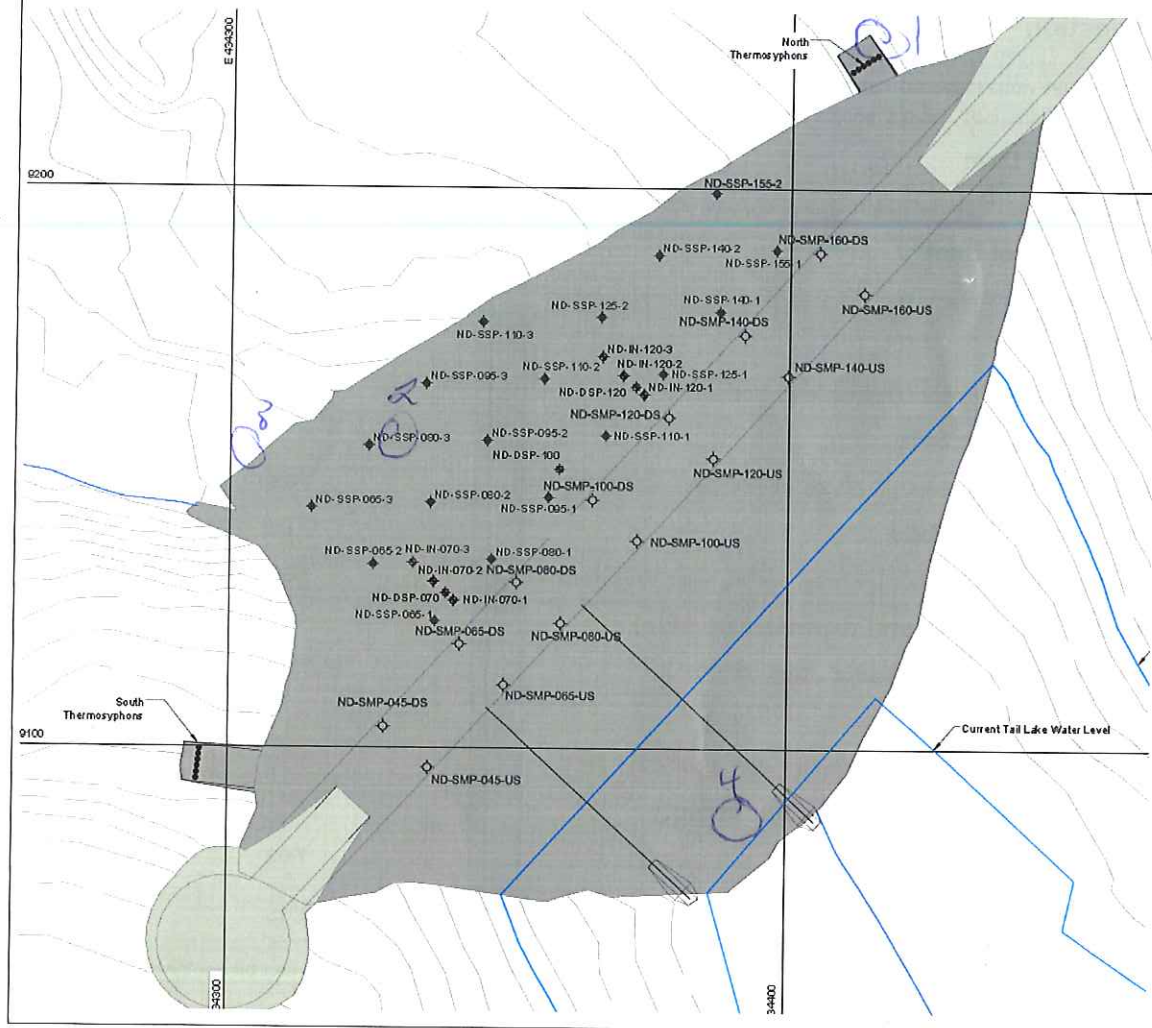 E 434300
North
Thermosyphons
1
9200
ND-SSP-155-2
ND-SSP-140-2
ND-SMP-160-DS
ND-SSP-155-1
ND-SMP-160-US
ND-SSP-125-2
ND-SSP-140-1
ND-SMP-140-DS
ND-SSP-110-3
ND-IN-120-3
ND-IN-120-2
ND-SSP-110-2
ND-SSP-125-1
ND-SMP-140-US
ND-SSP-095-3
ND-DSP-120
ND-IN-120-1
2
ND-SMP-120-DS
3
ND-SSP-080-3
ND-SSP-095-2
ND-SSP-110-1
ND-DSP-100
ND-SMP-120-US
ND-SMP-100-DS
ND-SSP-065-3
ND-SSP-080-2
ND-SSP-095-1
ND-SMP-100-US
ND-SSP-065-2
ND-IN-070-3
ND-SSP-080-1
ND-IN-070-2
ND-SMP-080-DS
ND-DSP-070
ND-IN-070-1
ND-SSP-065-1
ND-SMP-065-DS
ND-SMP-080-US
ND-SMP-065-US
South
Thermosyphons
ND-SMP-045-DS
9100
Current Tail Lake Water Level
ND-SMP-045-US
4
34300
34400